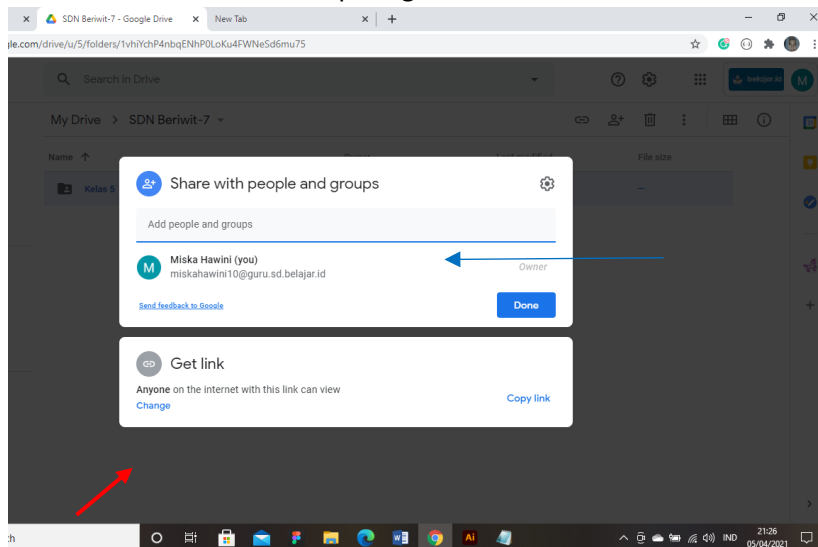 SDN Beriwit-7 - Google Drive
New Tab
gle.com/drive/u/5/folders/1vhiYchP4nbqENhP0LoKu4FWNeSd6mu75
Search in Drive
belajar.id
M
My Drive > SDN Beriwit-7
Name
File size
Kelas 5
Share with people and groups
Add people and groups
M
Miska Hawini (you)
miskahawini10@guru.sd.belajar.id
Owner
Send feedback to Google
Done
Get link
Anyone on the internet with this link can view
Change
Copy link
Ai
IND
21:26
05/04/2021